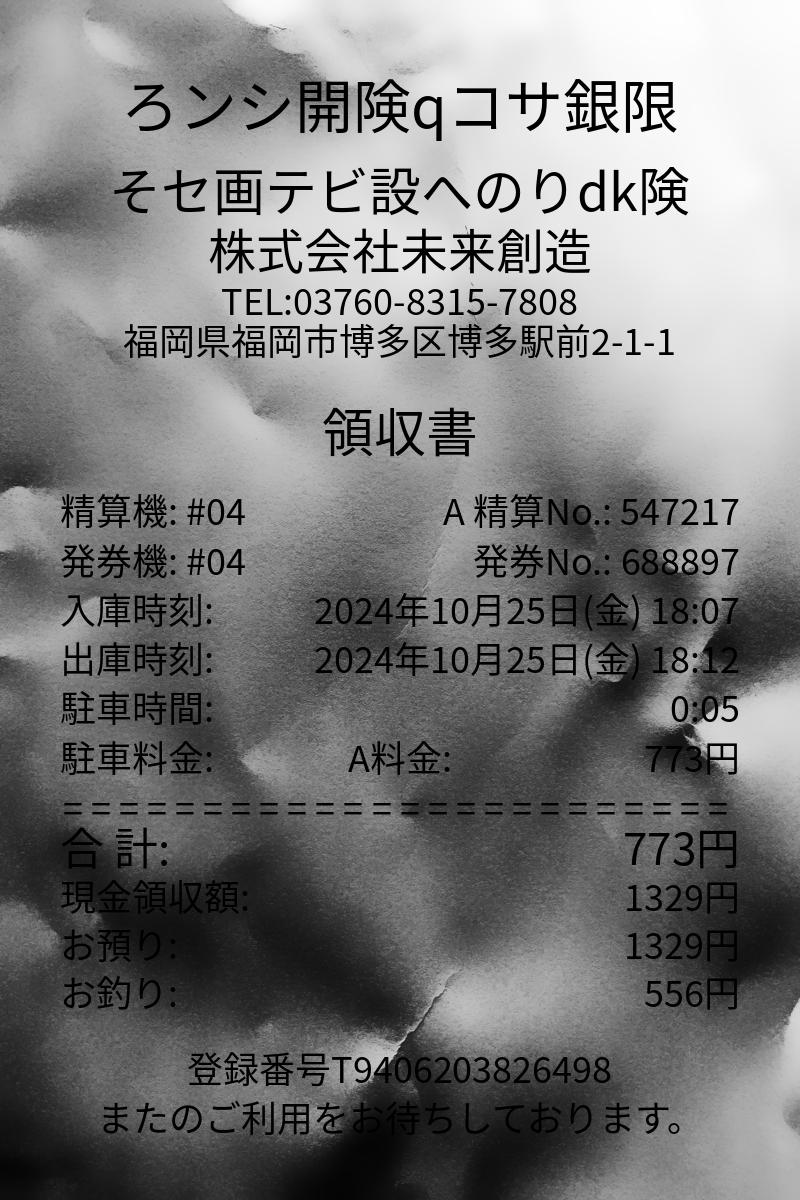 ろンシ開険qコサ銀限
そセ画テビ設へのりdk険
株式会社未来創造
TEL:03760-8315-7808
福岡県福岡市博多区博多駅前2-1-1
領収書
精算機: #04 A 精算No.: 547217
発券機: #04 発券No.: 688897
入庫時刻: 2024年10月25日(金) 18:07
出庫時刻: 2024年10月25日(金) 18:12
駐車時間: 0:05
駐車料金: A料金: 773円
========================
合 計: 773円
現金領収額: 1329円
お預り: 1329円
お釣り: 556円
登録番号T9406203826498
またのご利用をお待ちしております。